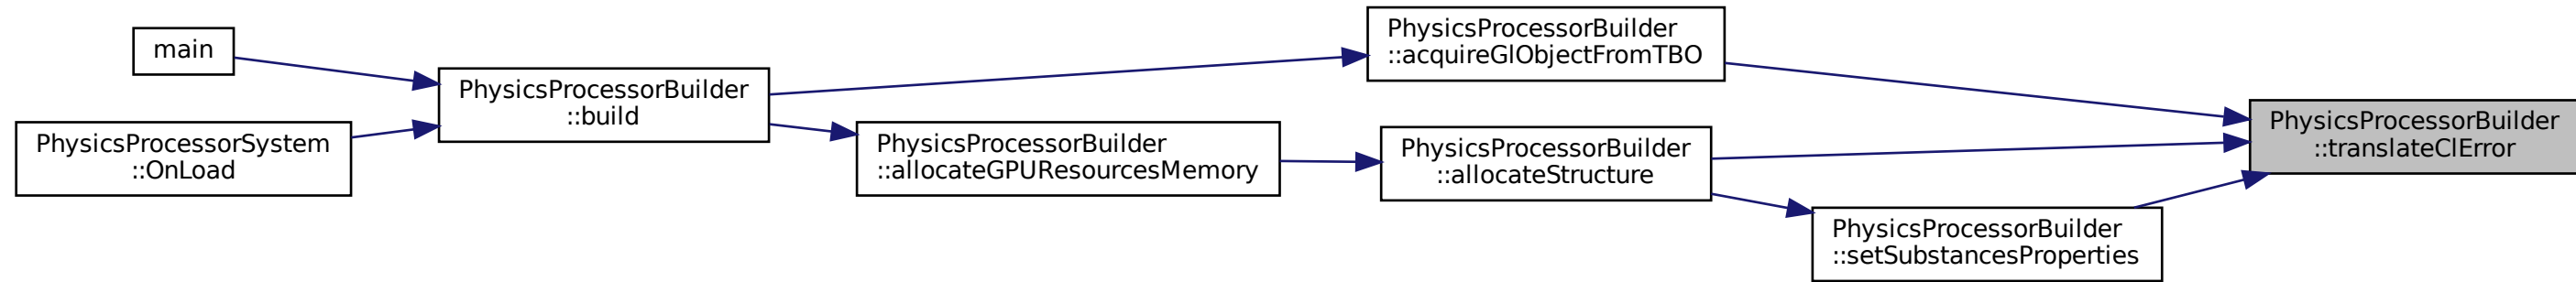 main
PhysicsProcessorSystem
::OnLoad
PhysicsProcessorBuilder
::build
PhysicsProcessorBuilder
::acquireGlObjectFromTBO
PhysicsProcessorBuilder
::allocateGPUResourcesMemory
PhysicsProcessorBuilder
::allocateStructure
PhysicsProcessorBuilder
::setSubstancesProperties
PhysicsProcessorBuilder
::translateClError